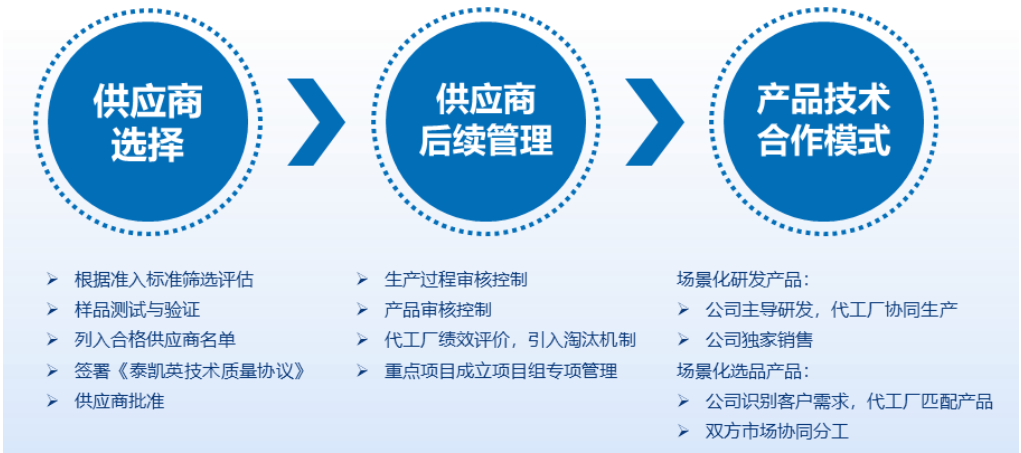 供应商
选择
供应商
后续管理
产品技术
合作模式
根据准入标准筛选评估
样品测试与验证
列入合格供应商名单
签署《泰凯英技术质量协议》
供应商批准
生产过程审核控制
产品审核控制
代工厂绩效评价，引入淘汰机制
重点项目成立项目组专项管理
场景化研发产品：
公司主导研发，代工厂协同生产
公司独家销售
场景化选品产品：
公司识别客户需求，代工厂匹配产品
双方市场协同分工